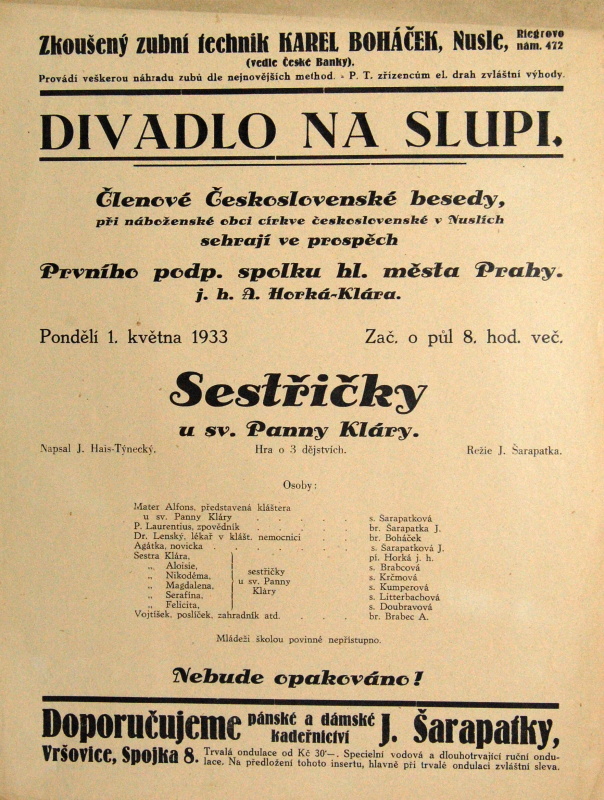 Zkoušený zubní technik KAREL BOHÁČEK, Nusle, Riegrovo nám. 472
(vedle České Banky).
Provádí veškerou náhradu zubů dle nejnovějších method. - P. T. zřízencům el. drah zvláštní výhody.
DIVADLO NA SLUPI.
Členové Československé besedy,
při náboženské obci církve československé v Nuslích
sehrají ve prospěch
Prvního podp. spolku hl. města Prahy.
j. h. A. Horká-Klára.
Pondělí 1. května 1933 Zač. o půl 8. hod. več.
Sestřičky
u sv. Panny Kláry.
Napsal J. Hais-Týnecký. Hra o 3 dějstvích. Režie J. Šarapatka.
Osoby:
Mater Alfons, představená kláštera
u sv. Panny Kláry . . . . . s. Šarapatková
P. Laurentius, zpovědník . . . . . br. Šarapatka J.
Dr. Lenský, lékař v klášt. nemocnici . . br. Boháček
Agátka, novicka . . . . . . s. Šarapatková J.
Sestra Klára, pí. Horká j. h.
„ Aloisie, s. Brabcová
„ Nikodéma, sestřičky s. Krčmová
„ Magdalena, u sv. Panny s. Kumperová
„ Serafina, Kláry s. Litterbachová
„ Felicita, s. Doubravová
Vojtíšek, poslíček, zahradník atd. . . . br. Brabec A.
Mládeži školou povinné nepřístupno.
Nebude opakováno!
Doporučujeme pánské a dámské kadeřnictví J. Šarapatky,
Vršovice, Spojka 8. Trvalá ondulace od Kč 30'—. Specielní vodová a dlouhotrvající ruční ondu-
lace. Na předložení tohoto insertu, hlavně při trvalé ondulaci zvláštní sleva.